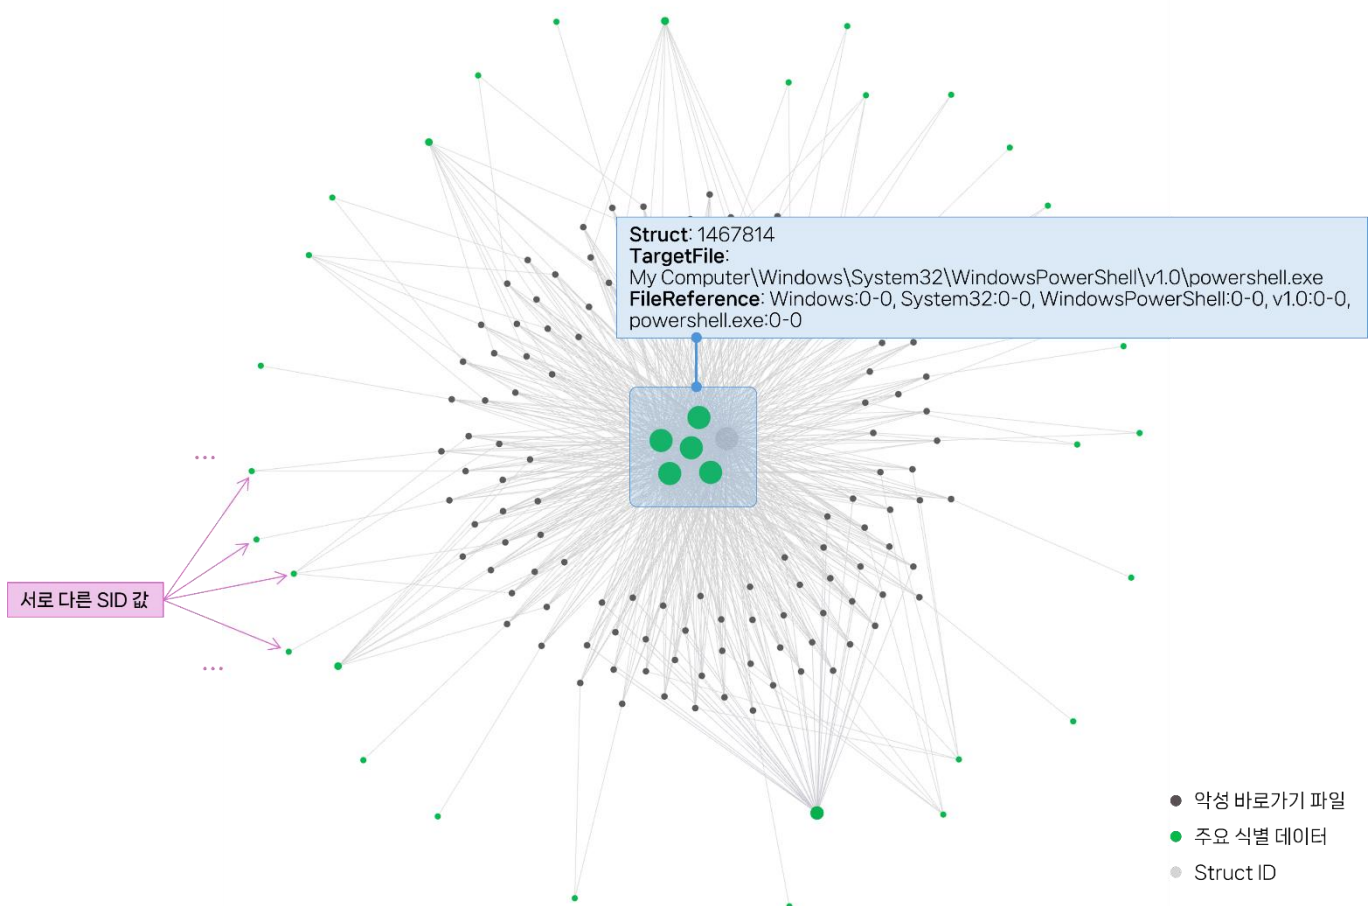 Struct: 1467814
TargetFile:
My Computer\Windows\System32\WindowsPowerShell\v1.0\powershell.exe
FileReference: Windows:0-0, System32:0-0, WindowsPowerShell:0-0, v1.0:0-0,
powershell.exe:0-0
...
서로 다른 SID 값
...
악성 바로가기 파일
주요 식별 데이터
Struct ID